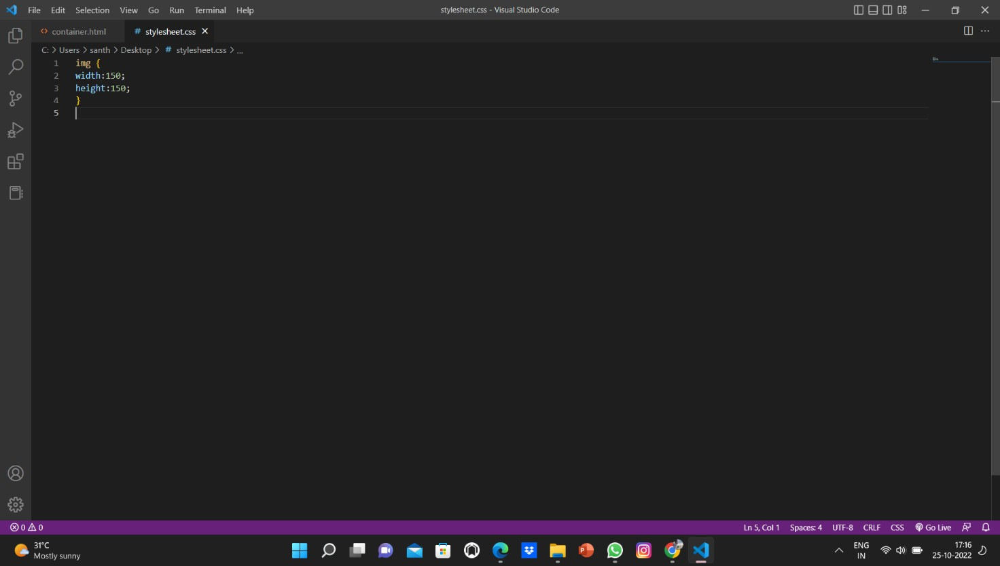 File Edit Selection View Go Run Terminal Help
stylesheet.css - Visual Studio Code
container.html
# stylesheet.css
C: > Users > santh > Desktop > # stylesheet.css > ...
1 img {
2 width:150;
3 height:150;
4 }
5
0 0
Ln 5, Col 1 Spaces: 4 UTF-8 CRLF CSS Go Live
31°C
Mostly sunny
ENG
IN
17:16
25-10-2022